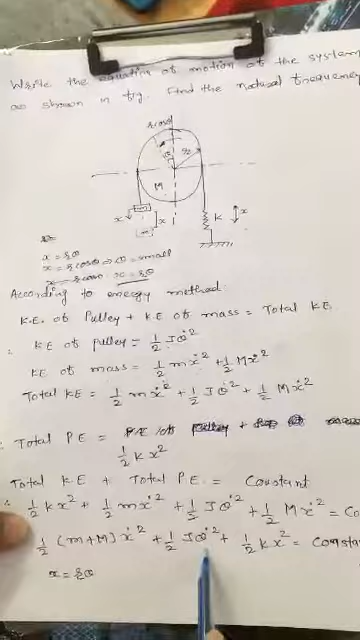 Write the equation of motion of the system
as shown in fig. Find the natural frequency
r cosθ
r
M
x
m
x
K
x
x = rθ
x = r cosθ ⇒ θ = small
x = rθ
According to energy method.
K.E. of Pulley + K.E of mass = Total KE.
∴ KE of pulley = 1/2 Jθ̇²
KE of mass = 1/2 mẋ² + 1/2 Mẋ²
Total KE = 1/2 mẋ² + 1/2 Jθ̇² + 1/2 Mẋ²
∴ Total PE =
1/2 kx²
Total K.E + Total P.E. = Constant
∴ 1/2 kx² + 1/2 mẋ² + 1/2 Jθ̇² + 1/2 Mẋ² = Co
1/2 (m+M) ẋ² + 1/2 Jθ̇² + 1/2 kx² = Consta
x = rθ